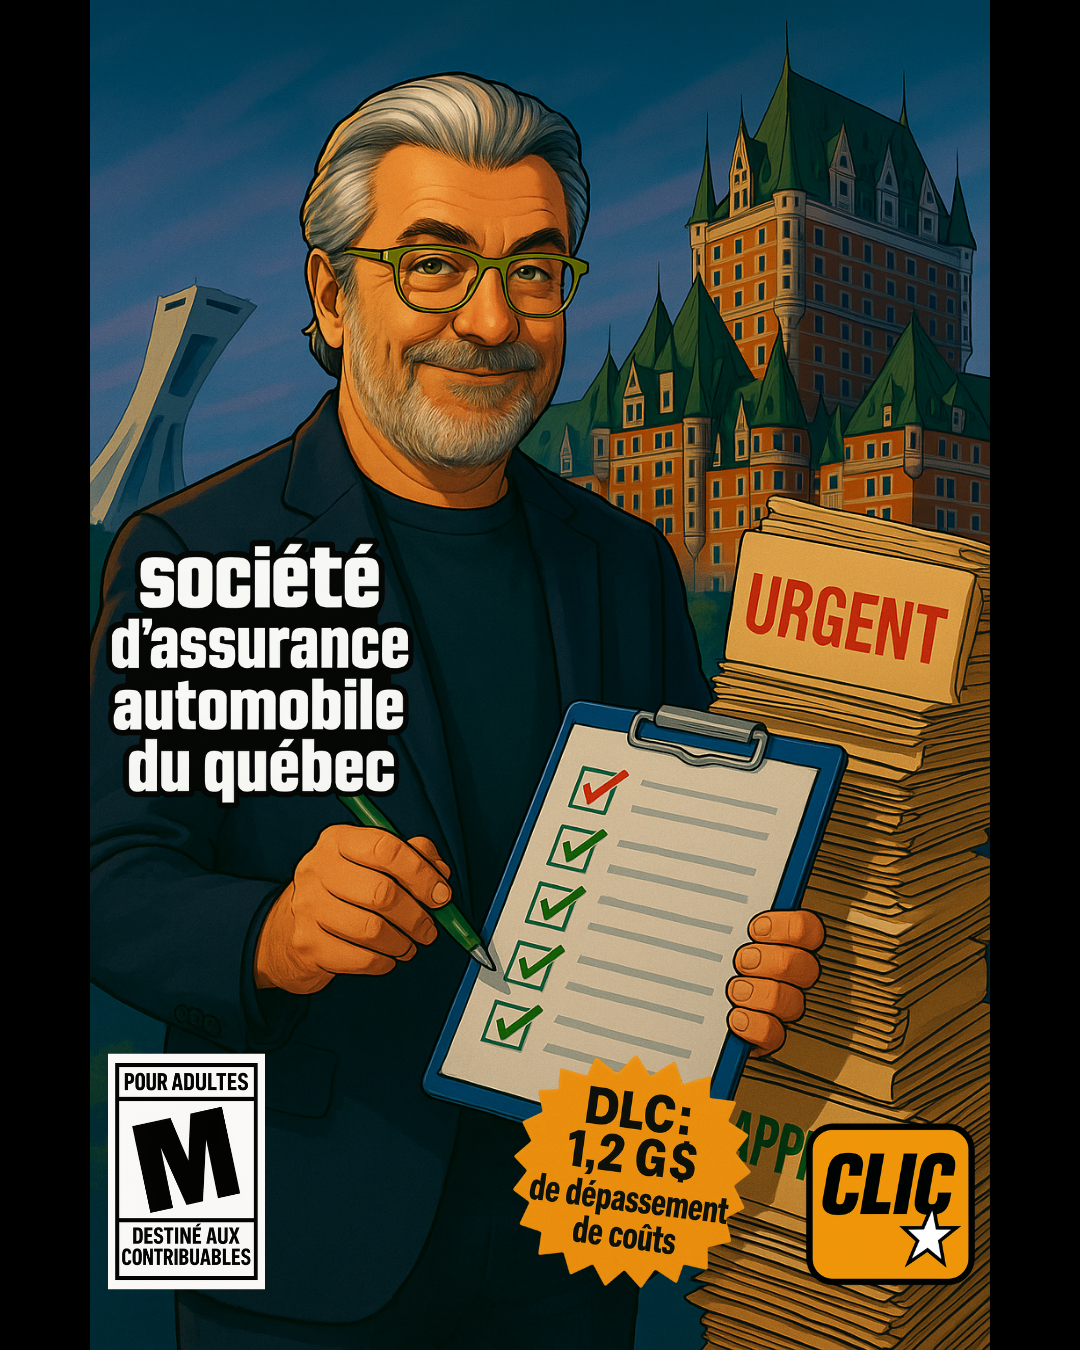 URGENT
société
d'assurance
automobile
du québec
POUR ADULTES
M
DESTINÉ AUX
CONTRIBUABLES
DLC:
1,2 G$
de dépassement
de coûts
APP
CLIC